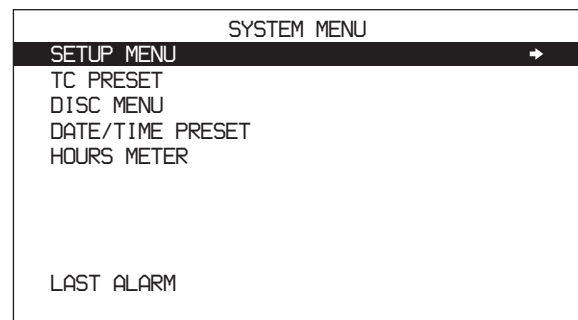 SYSTEM MENU
SETUP MENU
TC PRESET
DISC MENU
DATE/TIME PRESET
HOURS METER
LAST ALARM